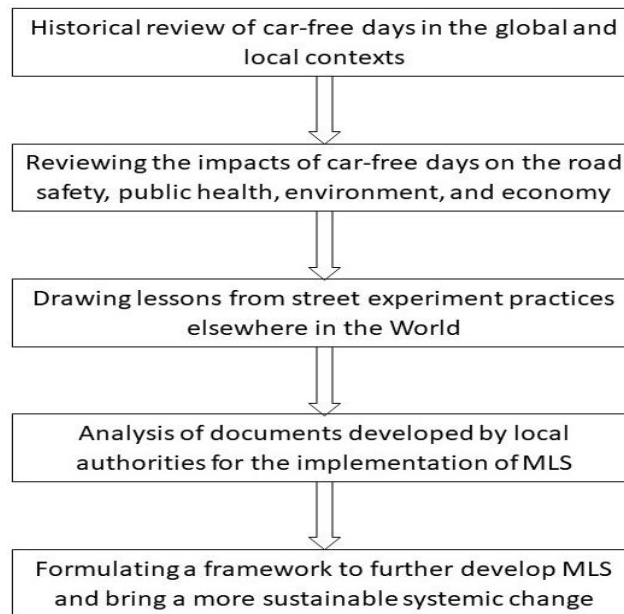 Historical review of car-free days in the global and
local contexts
Reviewing the impacts of car-free days on the road
safety, public health, environment, and economy
Drawing lessons from street experiment practices
elsewhere in the World
Analysis of documents developed by local
authorities for the implementation of MLS
Formulating a framework to further develop MLS
and bring a more sustainable systemic change